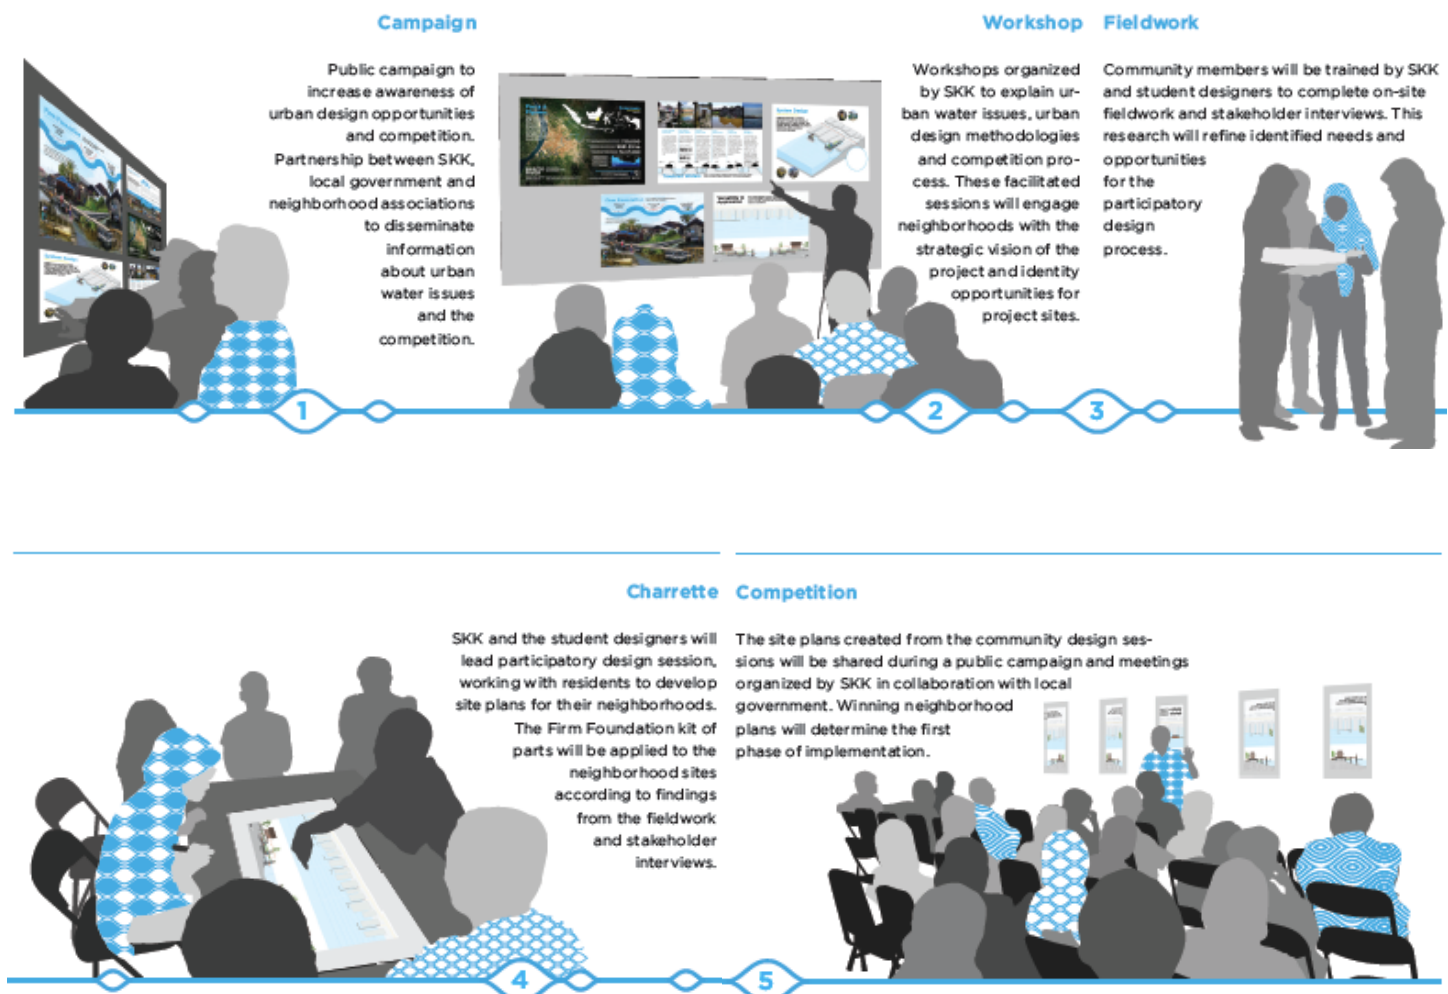 Campaign
Public campaign to
increase awareness of
urban design opportunities
and competition.
Partnership between SKK,
local government and
neighborhood associations
to disseminate
information
about urban
water issues
and the
competition.
1
Workshop
Workshops organized
by SKK to explain ur-
ban water issues, urban
design methodologies
and competition pro-
cess. These facilitated
sessions will engage
neighborhoods with the
strategic vision of the
project and identity
opportunities for
project sites.
2
Fieldwork
Community members will be trained by SKK
and student designers to complete on-site
fieldwork and stakeholder interviews. This
research will refine identified needs and
opportunities
for the
participatory
design
process.
3
Charrette
SKK and the student designers will
lead participatory design session,
working with residents to develop
site plans for their neighborhoods.
The Firm Foundation kit of
parts will be applied to the
neighborhood sites
according to findings
from the fieldwork
and stakeholder
interviews.
4
Competition
The site plans created from the community design ses-
sions will be shared during a public campaign and meetings
organized by SKK in collaboration with local
government. Winning neighborhood
plans will determine the first
phase of implementation.
5